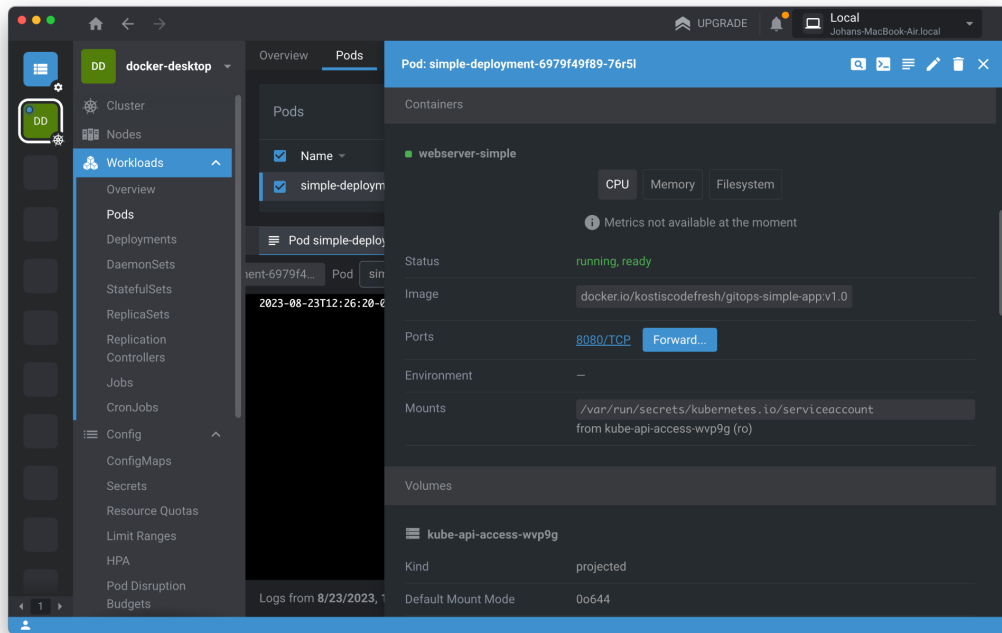 UPGRADE
Local
Johans-MacBook-Air.local
DD
DD
docker-desktop
Cluster
Nodes
Workloads
Overview
Pods
Deployments
DaemonSets
StatefulSets
ReplicaSets
Replication
Controllers
Jobs
CronJobs
Config
ConfigMaps
Secrets
Resource Quotas
Limit Ranges
HPA
Pod Disruption
Budgets
1
Overview
Pods
Pods
Name
simple-deploym
Pod simple-deploy
nent-6979f4...
Pod
sim
2023-08-23T12:26:20-0
Logs from 8/23/2023, 1
Pod: simple-deployment-6979f49f89-76r5l
Containers
webserver-simple
CPU
Memory
Filesystem
Metrics not available at the moment
Status
running, ready
Image
docker.io/kostiscodefresh/gitops-simple-app:v1.0
Ports
8080/TCP
Forward...
Environment
—
Mounts
/var/run/secrets/kubernetes.io/serviceaccount
from kube-api-access-wvp9g (ro)
Volumes
kube-api-access-wvp9g
Kind
projected
Default Mount Mode
0o644